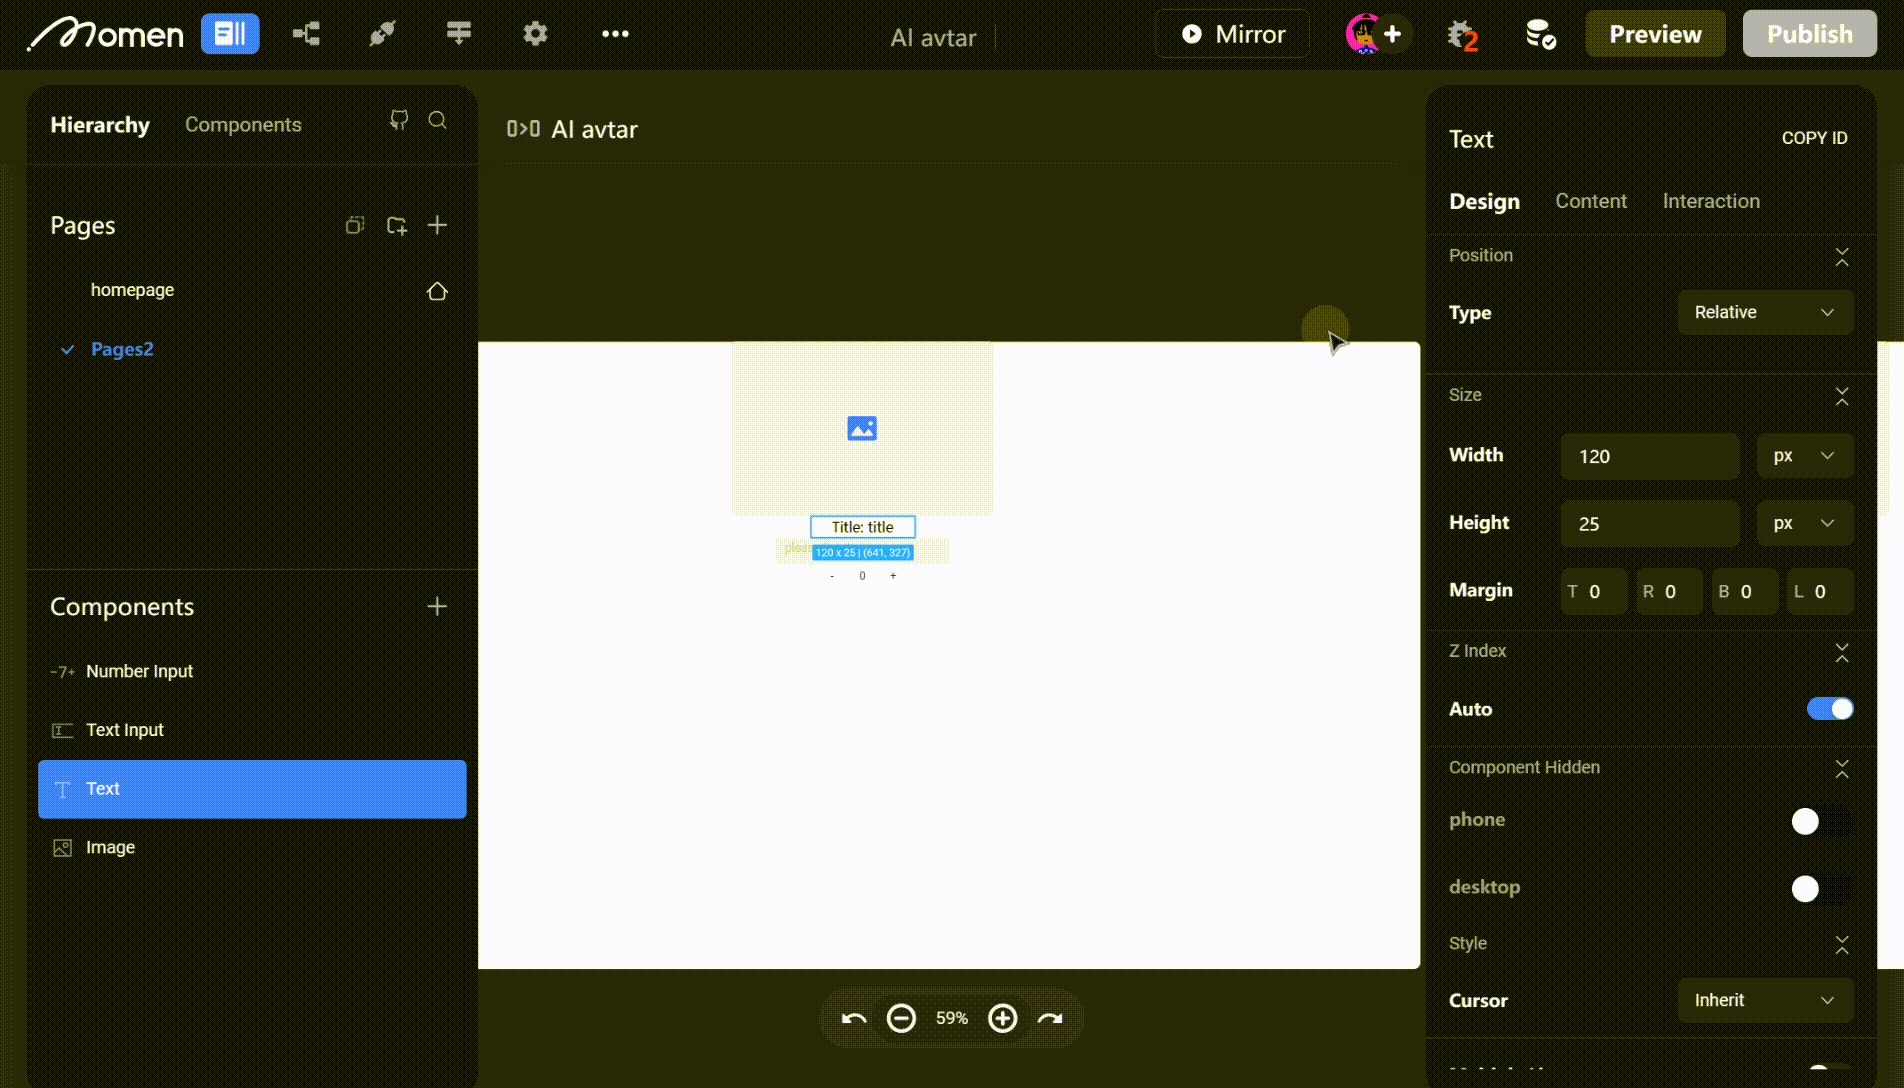 Momen
AI avtar
Mirror
2
Preview
Publish
Hierarchy
Components
Pages
homepage
Pages2
Components
-7+ Number Input
Text Input
Text
Image
AI avtar
Title: title
120 x 25 | (641, 327)
- 0 +
59%
Text
COPY ID
Design
Content
Interaction
Position
Type
Relative
Size
Width
120
px
Height
25
px
Margin
T 0
R 0
B 0
L 0
Z Index
Auto
Component Hidden
phone
desktop
Style
Cursor
Inherit